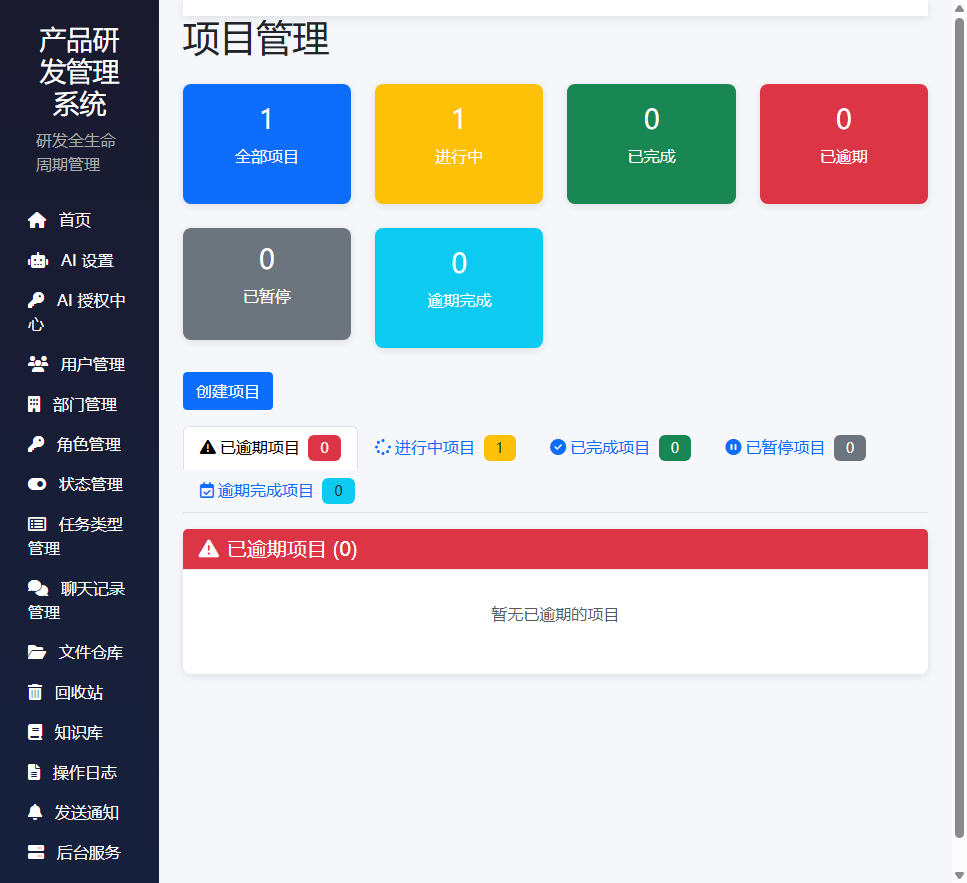 产品研
发管理
系统
研发全生命
周期管理
首页
AI 设置
AI 授权中
心
用户管理
部门管理
角色管理
状态管理
任务类型
管理
聊天记录
管理
文件仓库
回收站
知识库
操作日志
发送通知
后台服务
项目管理
1
全部项目
1
进行中
0
已完成
0
已逾期
0
已暂停
0
逾期完成
创建项目
已逾期项目 0
进行中项目 1
已完成项目 0
已暂停项目 0
逾期完成项目 0
已逾期项目 (0)
暂无已逾期的项目